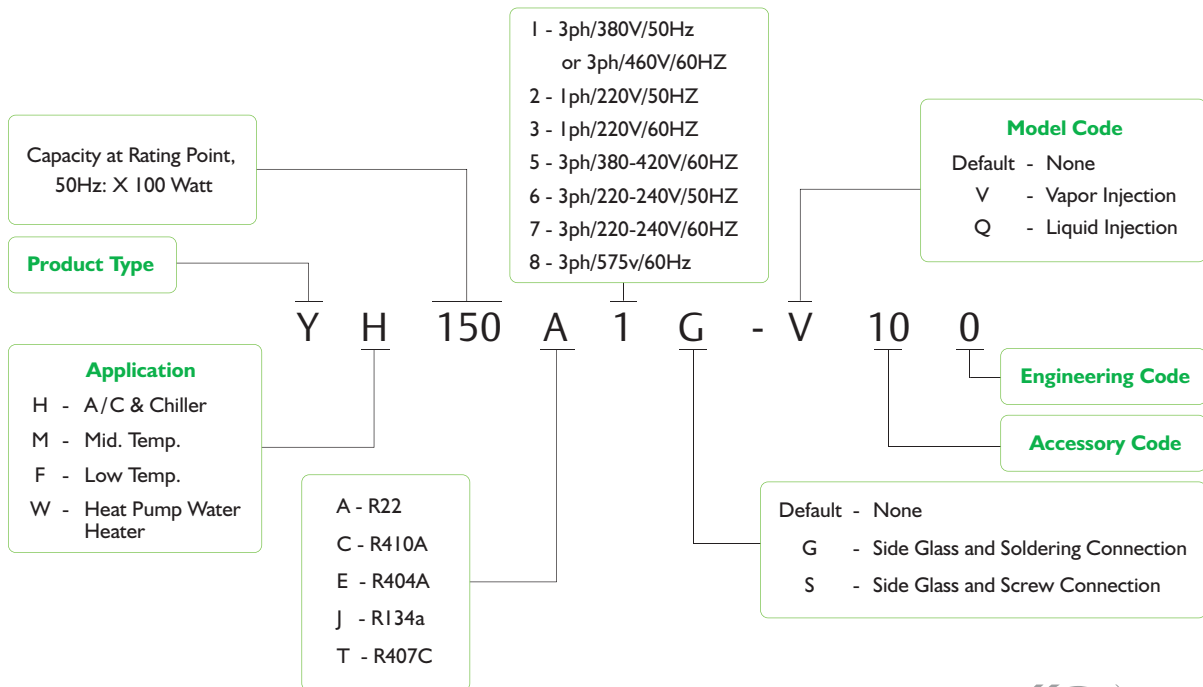 1 - 3ph/380V/50Hz
or 3ph/460V/60HZ
2 - 1ph/220V/50HZ
3 - 1ph/220V/60HZ
5 - 3ph/380-420V/60HZ
6 - 3ph/220-240V/50HZ
7 - 3ph/220-240V/60HZ
8 - 3ph/575v/60Hz
Capacity at Rating Point,
50Hz: X 100 Watt
Model Code
Default - None
V - Vapor Injection
Q - Liquid Injection
Product Type
Y H 150 A 1 G - V 10 0
Application
H - A/C & Chiller
M - Mid. Temp.
F - Low Temp.
W - Heat Pump Water
Heater
Engineering Code
Accessory Code
A - R22
C - R410A
E - R404A
J - R134a
T - R407C
Default - None
G - Side Glass and Soldering Connection
S - Side Glass and Screw Connection